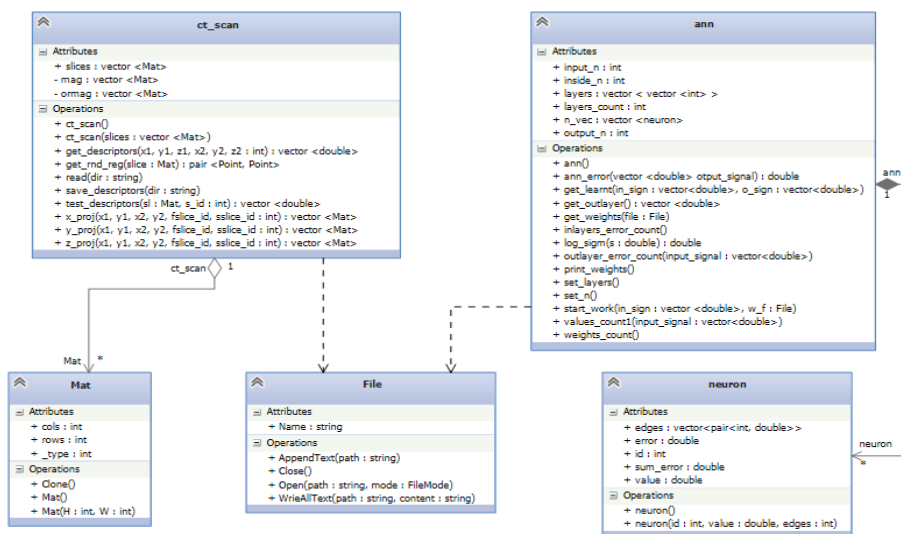 ct_scan
Attributes
+ slices : vector <Mat>
- mag : vector <Mat>
- ormag : vector <Mat>
Operations
+ ct_scan()
+ ct_scan(slices : vector <Mat>)
+ get_descriptors(x1, y1, z1, x2, y2, z2 : int) : vector <double>
+ get_rnd_reg(slice : Mat) : pair <Point, Point>
+ read(dir : string)
+ save_descriptors(dir : string)
+ test_descriptors(sl : Mat, s_id : int) : vector <double>
+ x_proj(x1, y1, x2, y2, fslice_id, sslice_id : int) : vector <Mat>
+ y_proj(x1, y1, x2, y2, fslice_id, sslice_id : int) : vector <Mat>
+ z_proj(x1, y1, x2, y2, fslice_id, sslice_id : int) : vector <Mat>
ann
Attributes
+ input_n : int
+ inside_n : int
+ layers : vector < vector <int> >
+ layers_count : int
+ n_vec : vector <neuron>
+ output_n : int
Operations
+ ann()
+ ann_error(vector <double> otput_signal) : double
+ get_learnt(in_sign : vector<double>, o_sign : vector<double>)
+ get_outlayer() : vector <double>
+ get_weights(file : File)
+ inlayers_error_count()
+ log_sigm(s : double) : double
+ outlayer_error_count(input_signal : vector<double>)
+ print_weights()
+ set_layers()
+ set_n()
+ start_work(in_sign : vector <double>, w_f : File)
+ values_count1(input_signal : vector<double>)
+ weights_count()
ann
1
ct_scan
1
Mat
*
Mat
Attributes
+ cols : int
+ rows : int
+ _type : int
Operations
+ Clone()
+ Mat()
+ Mat(H : int, W : int)
File
Attributes
+ Name : string
Operations
+ AppendText(path : string)
+ Close()
+ Open(path : string, mode : FileMode)
+ WrieAllText(path : string, content : string)
neuron
Attributes
+ edges : vector<pair<int, double>>
+ error : double
+ id : int
+ sum_error : double
+ value : double
Operations
+ neuron()
+ neuron(id : int, value : double, edges : int)
neuron
*